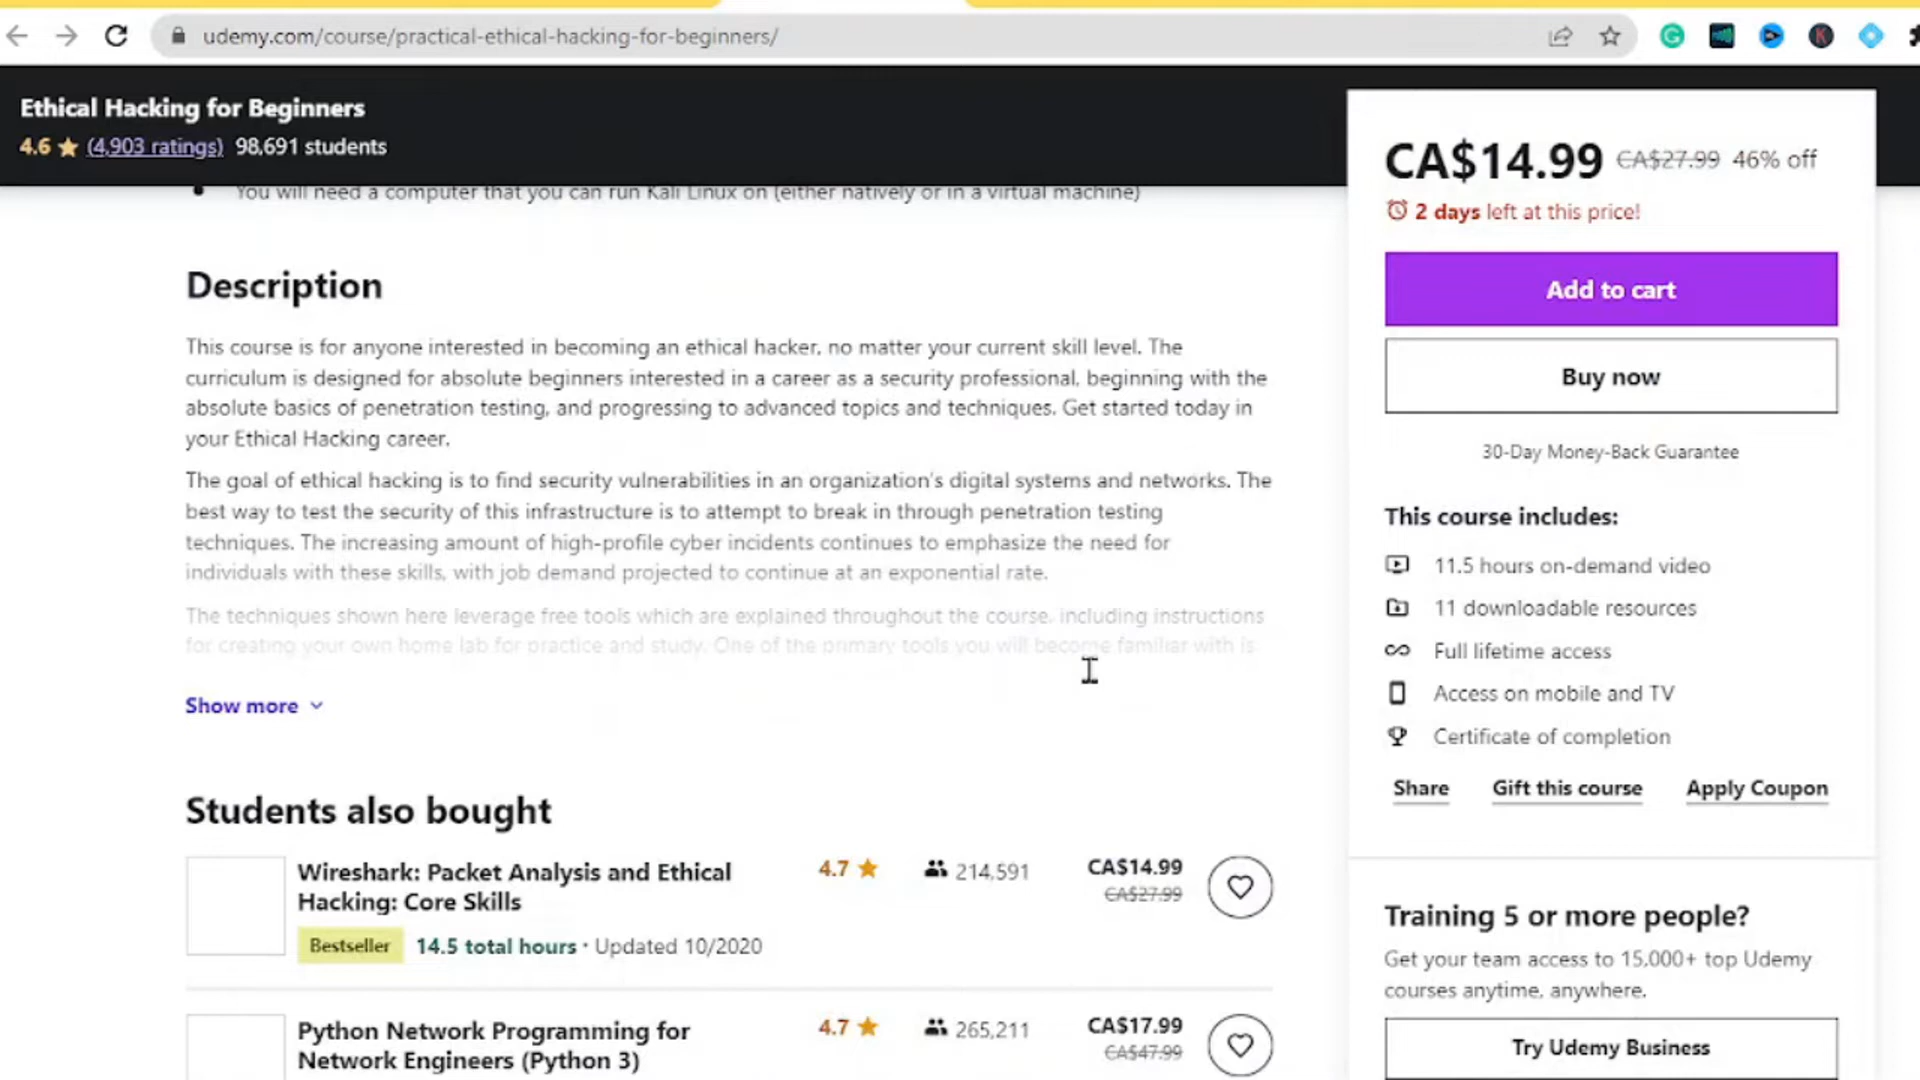 udemy.com/course/practical-ethical-hacking-for-beginners/
Ethical Hacking for Beginners
4.6 (4,903 ratings) 98,691 students
You will need a computer that you can run Kali Linux on (either natively or in a virtual machine)
Description
This course is for anyone interested in becoming an ethical hacker, no matter your current skill level. The
curriculum is designed for absolute beginners interested in a career as a security professional, beginning with the
absolute basics of penetration testing, and progressing to advanced topics and techniques. Get started today in
your Ethical Hacking career.
The goal of ethical hacking is to find security vulnerabilities in an organization's digital systems and networks. The
best way to test the security of this infrastructure is to attempt to break in through penetration testing
techniques. The increasing amount of high-profile cyber incidents continues to emphasize the need for
individuals with these skills, with job demand projected to continue at an exponential rate.
The techniques shown here leverage free tools which are explained throughout the course, including instructions
for creating your own home lab for practice and study. One of the primary tools you will become familiar with is
Show more
Students also bought
Wireshark: Packet Analysis and Ethical
Hacking: Core Skills
Bestseller 14.5 total hours · Updated 10/2020
4.7 214,591 CA$14.99
CA$27.99
Python Network Programming for
Network Engineers (Python 3)
4.7 265,211 CA$17.99
CA$47.99
CA$14.99 CA$27.99 46% off
2 days left at this price!
Add to cart
Buy now
30-Day Money-Back Guarantee
This course includes:
11.5 hours on-demand video
11 downloadable resources
Full lifetime access
Access on mobile and TV
Certificate of completion
Share Gift this course Apply Coupon
Training 5 or more people?
Get your team access to 15,000+ top Udemy
courses anytime, anywhere.
Try Udemy Business